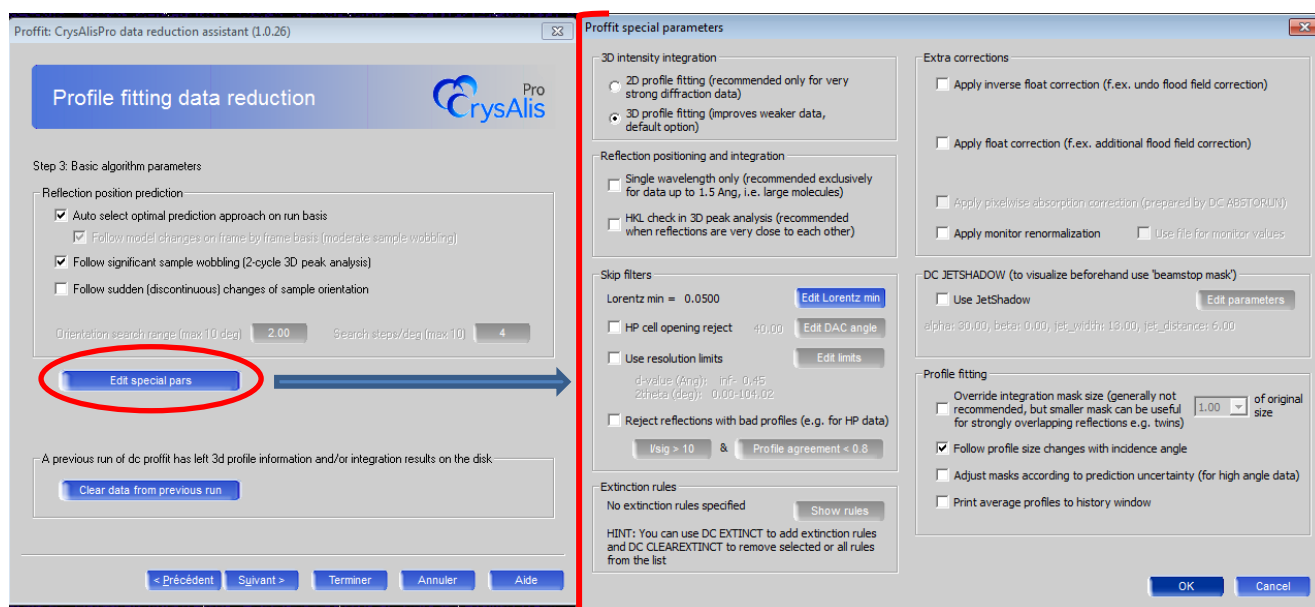 Proffit: CrysAlisPro data reduction assistant (1.0.26)
Profile fitting data reduction
CrysAlis Pro
Step 3: Basic algorithm parameters
Reflection position prediction
Auto select optimal prediction approach on run basis
Follow model changes on frame by frame basis (moderate sample wobbling)
Follow significant sample wobbling (2-cycle 3D peak analysis)
Follow sudden (discontinuous) changes of sample orientation
Orientation search range (max 10 deg) 2.00 Search steps/deg (max 10) 4
Edit special pars
A previous run of dc proffit has left 3d profile information and/or integration results on the disk
Clear data from previous run
< Précédent Suivant > Terminer Annuler Aide
Proffit special parameters
3D intensity integration
2D profile fitting (recommended only for very
strong diffraction data)
3D profile fitting (improves weaker data,
default option)
Reflection positioning and integration
Single wavelength only (recommended exclusively
for data up to 1.5 Ang, i.e. large molecules)
HKL check in 3D peak analysis (recommended
when reflections are very close to each other)
Skip filters
Lorentz min = 0.0500 Edit Lorentz min
HP cell opening reject 40.00 Edit DAC angle
Use resolution limits Edit limits
d-value (Ang): inf- 0.45
2theta (deg): 0.00-104.02
Reject reflections with bad profiles (e.g. for HP data)
I/sig > 10 & Profile agreement < 0.8
Extinction rules
No extinction rules specified Show rules
HINT: You can use DC EXTINCT to add extinction rules
and DC CLEAREXTINCT to remove selected or all rules
from the list
Extra corrections
Apply inverse float correction (f.ex. undo flood field correction)
Apply float correction (f.ex. additional flood field correction)
Apply pixelwise absorption correction (prepared by DC ABSTORUN)
Apply monitor renormalization Use file for monitor values
DC JETSHADOW (to visualize beforehand use 'beamstop mask')
Use JetShadow Edit parameters
alpha: 30.00, beta: 0.00, jet_width: 13.00, jet_distance: 6.00
Profile fitting
Override integration mask size (generally not
recommended, but smaller mask can be useful
for strongly overlapping reflections e.g. twins)
1.00 of original
size
Follow profile size changes with incidence angle
Adjust masks according to prediction uncertainty (for high angle data)
Print average profiles to history window
OK Cancel